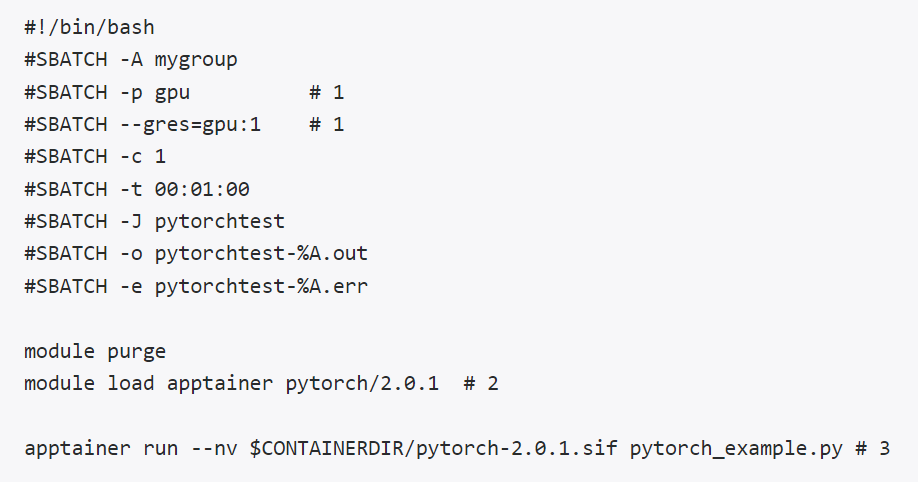 #!/bin/bash
#SBATCH -A mygroup
#SBATCH -p gpu          # 1
#SBATCH --gres=gpu:1    # 1
#SBATCH -c 1
#SBATCH -t 00:01:00
#SBATCH -J pytorchtest
#SBATCH -o pytorchtest-%A.out
#SBATCH -e pytorchtest-%A.err

module purge
module load apptainer pytorch/2.0.1  # 2

apptainer run --nv $CONTAINERDIR/pytorch-2.0.1.sif pytorch_example.py # 3